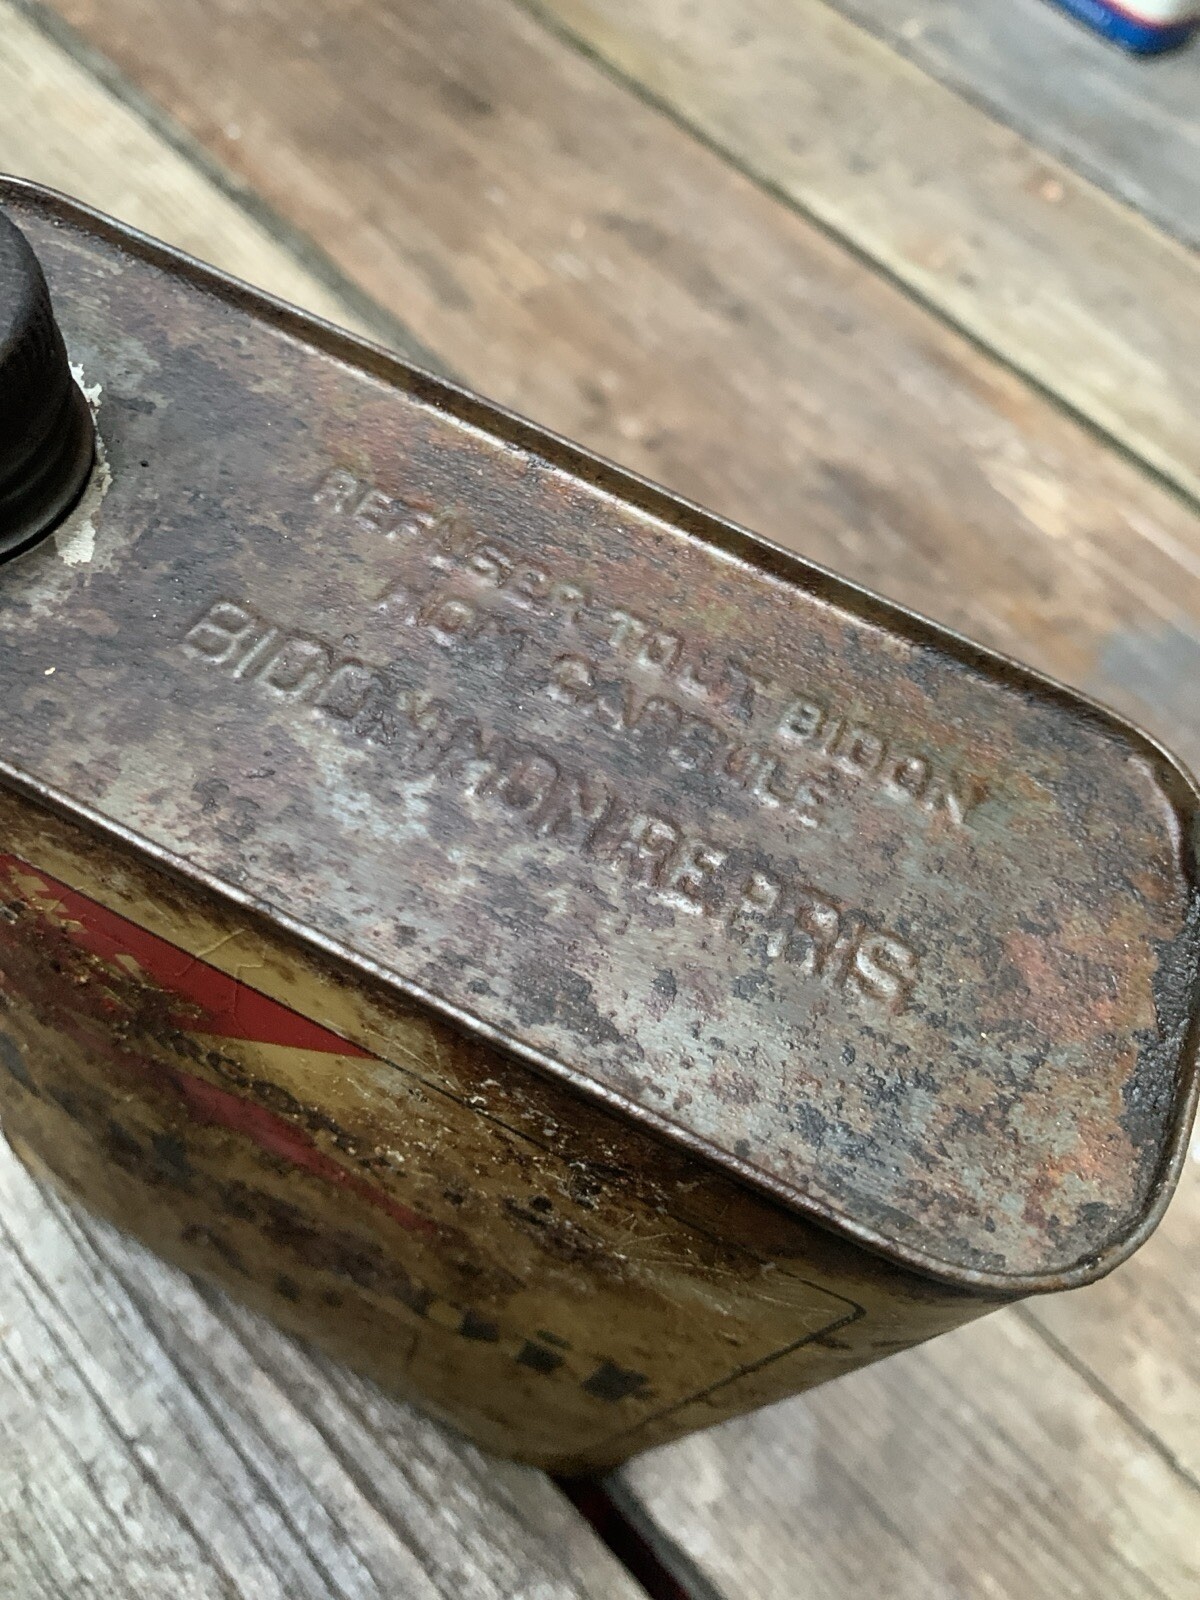 REFUSER TOUT BIDON
NON CAPSULE
BIDON NON REPRIS